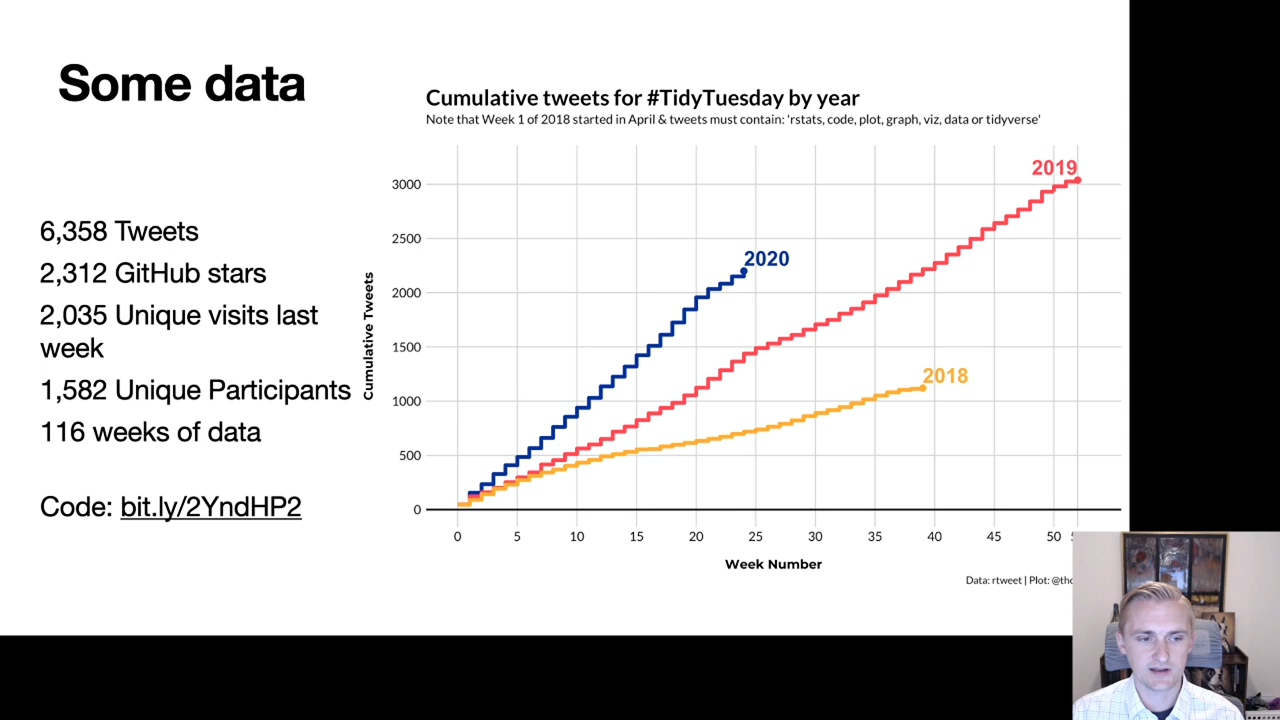 Some data
6,358 Tweets
2,312 GitHub stars
2,035 Unique visits last
week
1,582 Unique Participants
116 weeks of data
Code: bit.ly/2YndHP2
Cumulative tweets for #TidyTuesday by year
Note that Week 1 of 2018 started in April & tweets must contain: 'rstats, code, plot, graph, viz, data or tidyverse'
Cumulative Tweets
3000
2500
2000
1500
1000
500
0
2019
2020
2018
0 5 10 15 20 25 30 35 40 45 50
Week Number
Data: rtweet | Plot: